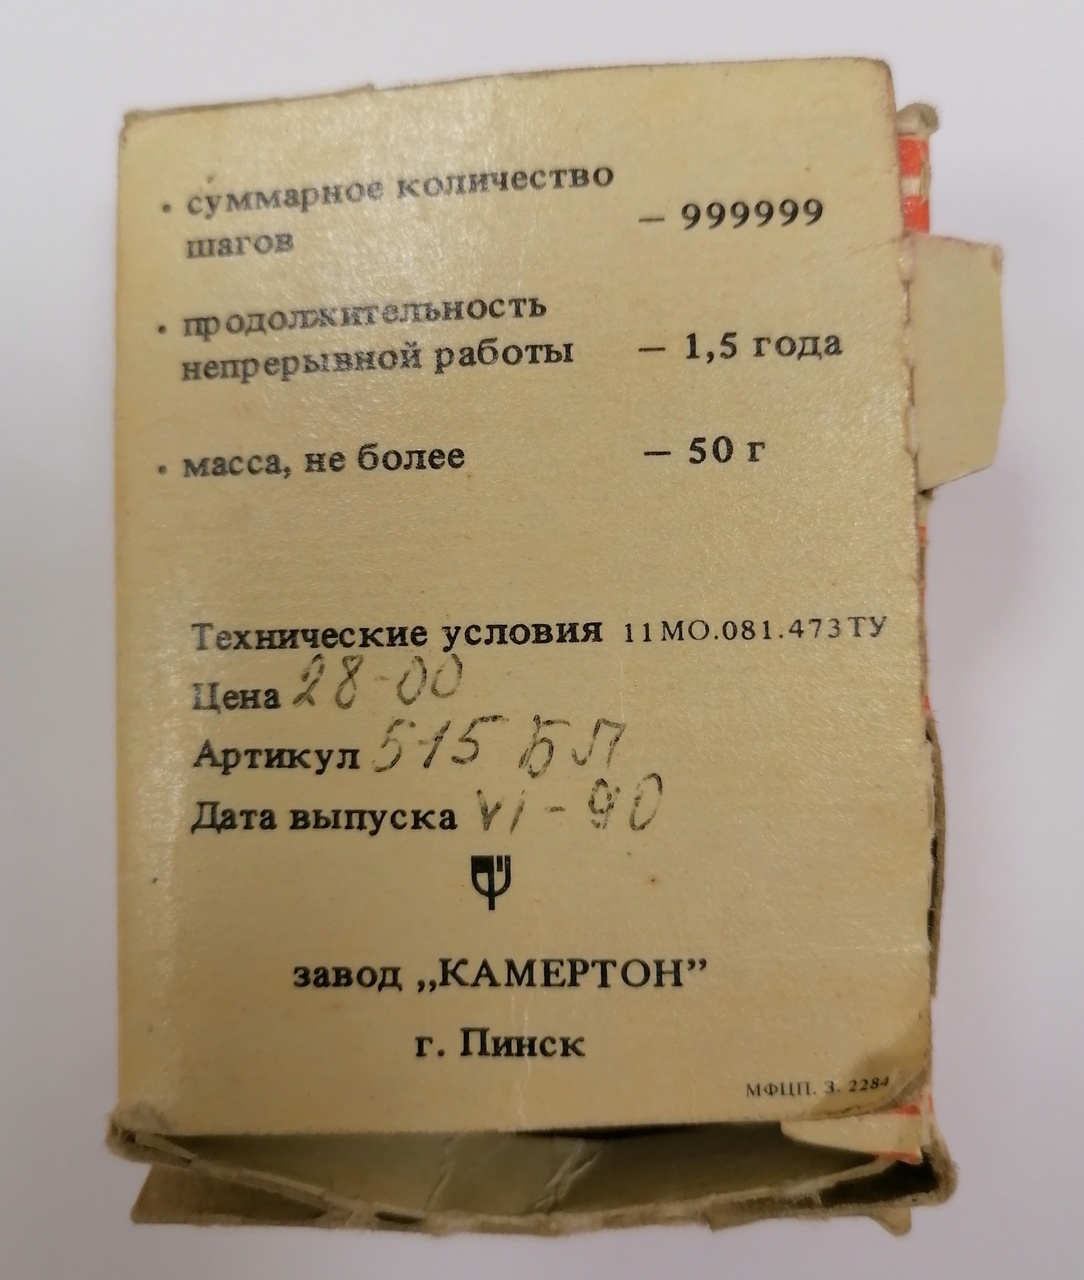 • суммарное количество
шагов — 999999
• продолжительность
непрерывной работы — 1,5 года
• масса, не более — 50 г
Технические условия 11МО.081.473ТУ
Цена 28-00
Артикул 515 БЛ
Дата выпуска VI-90
завод „КАМЕРТОН”
г. Пинск
МФЦП. З. 2284